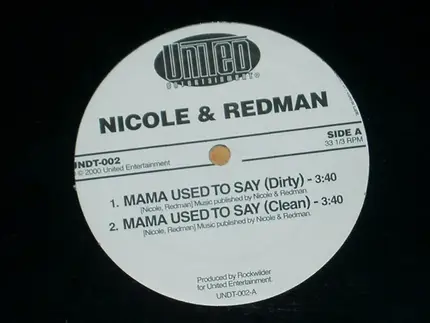 UNITED
ENTERTAINMENT®
NICOLE & REDMAN
UNDT-002
2000 United Entertainment
SIDE A
33 1/3 RPM
1. MAMA USED TO SAY (Dirty) - 3:40
[Nicole, Redman] Music published by Nicole & Redman.
2. MAMA USED TO SAY (Clean) - 3:40
[Nicole, Redman] Music published by Nicole & Redman.
Produced by Rockwilder
for United Entertainment.
UNDT-002-A